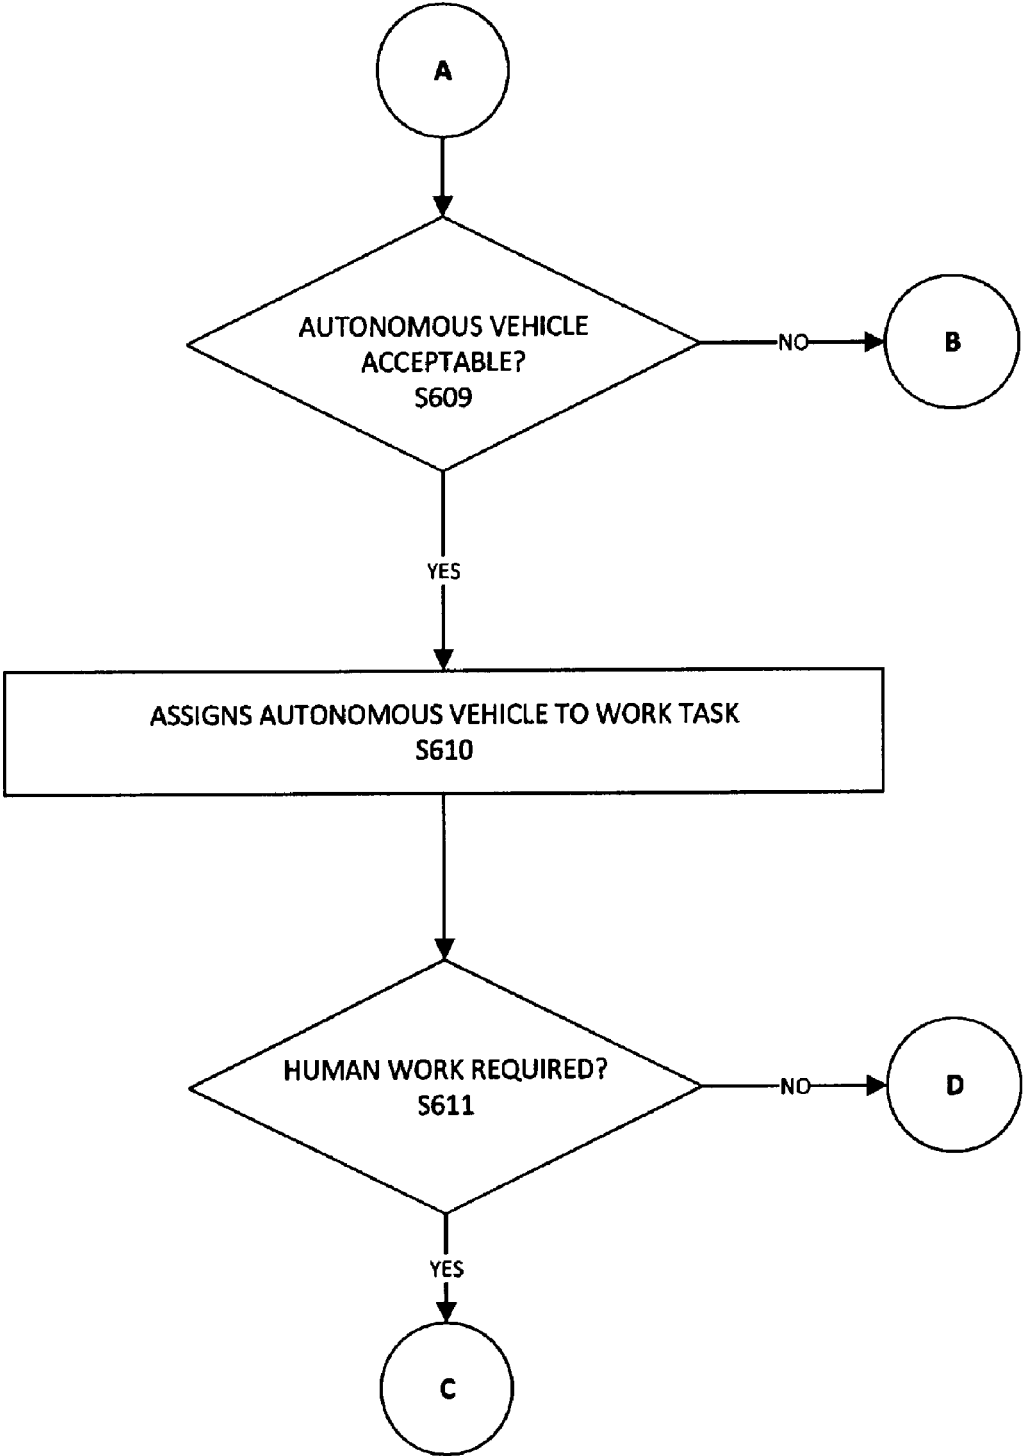 A
AUTONOMOUS VEHICLE
ACCEPTABLE?
S609
NO
B
YES
ASSIGNS AUTONOMOUS VEHICLE TO WORK TASK
S610
HUMAN WORK REQUIRED?
S611
NO
D
YES
C